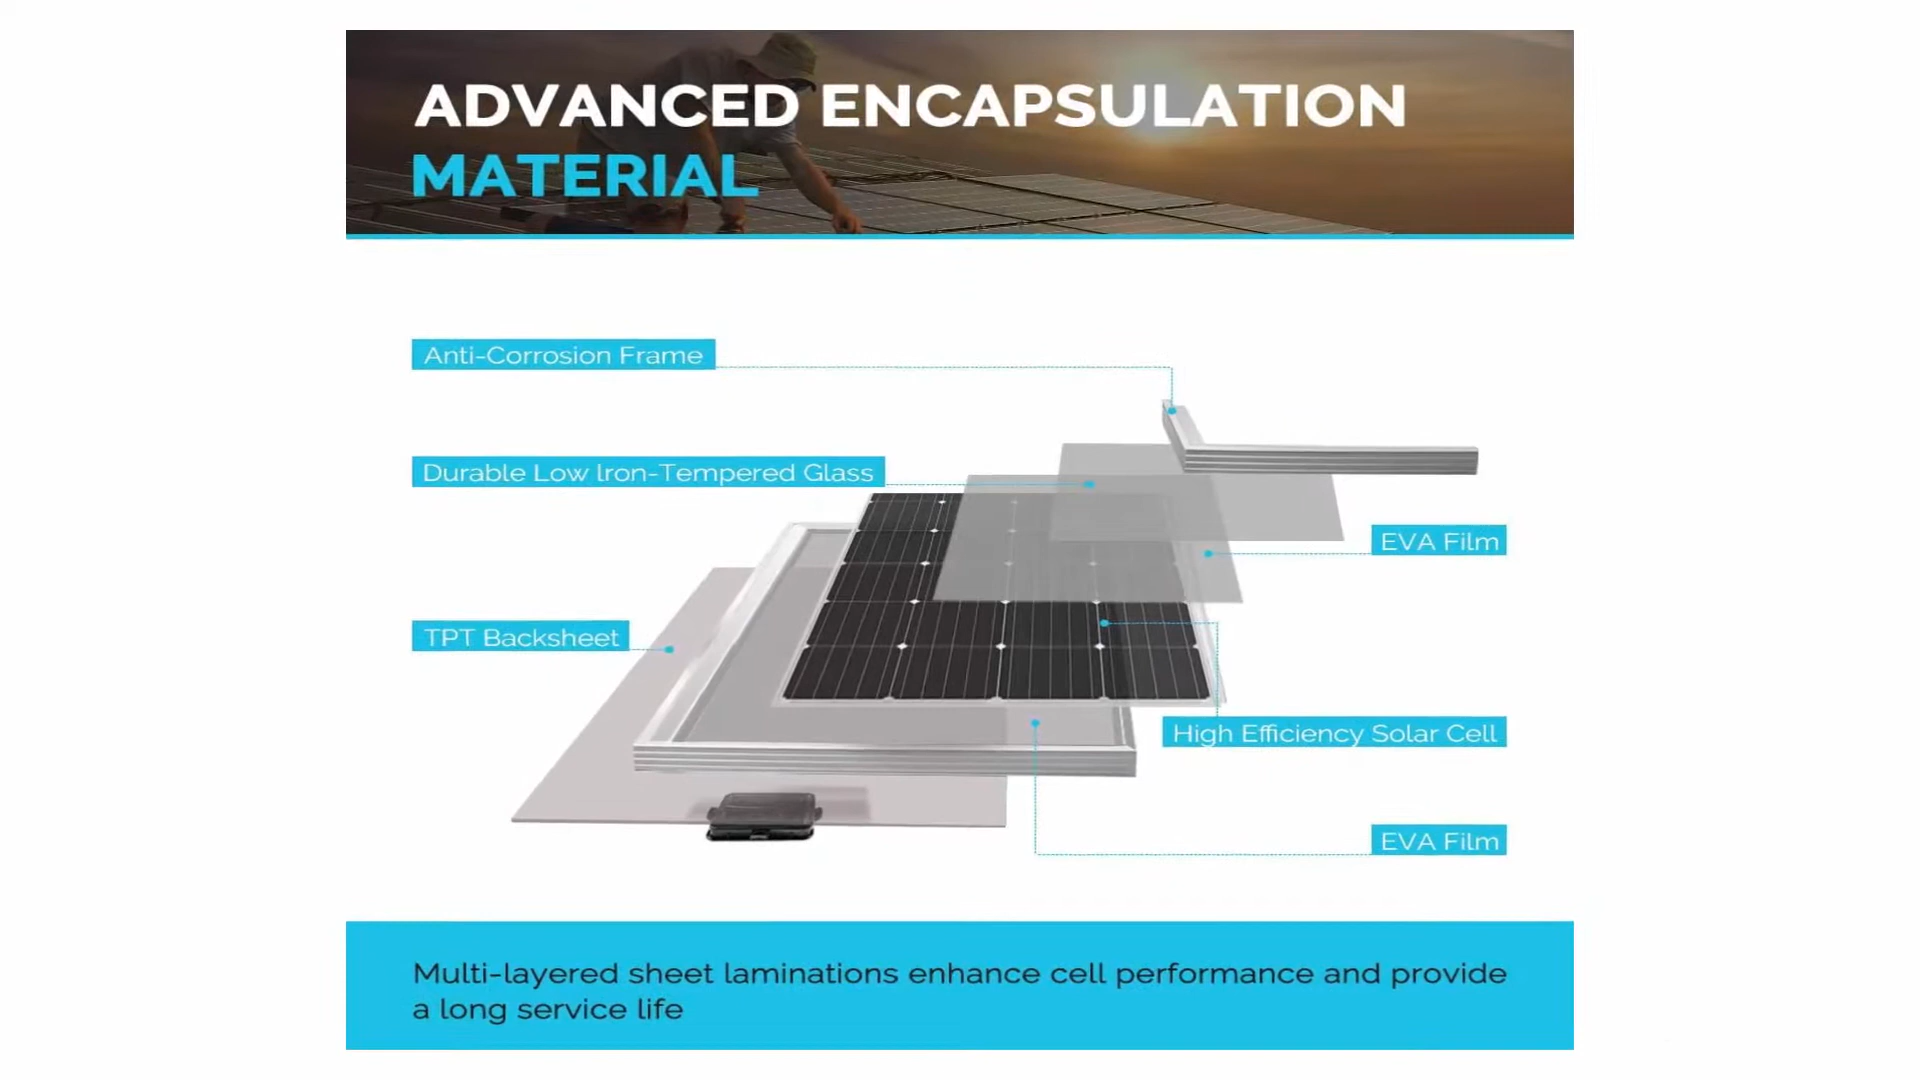 ADVANCED ENCAPSULATION
MATERIAL
Anti-Corrosion Frame
Durable Low Iron-Tempered Glass
EVA Film
TPT Backsheet
High Efficiency Solar Cell
EVA Film
Multi-layered sheet laminations enhance cell performance and provide
a long service life